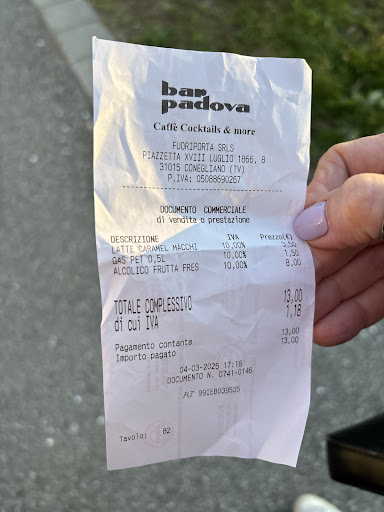 bar
padova
Caffè Cocktails & more
FUORIPORTA SRLS
PIAZZETTA XVIII LUGLIO 1866, 8
31015 CONEGLIANO (TV)
P.IVA: 05088690267
DOCUMENTO COMMERCIALE
di vendita o prestazione
DESCRIZIONE IVA Prezzo(€)
LATTE CARAMEL MACCHI 10,00% 3,50
GAS PET 0,5L 10,00% 1,50
ALCOLICO FRUTTA FRES 10,00% 8,00
TOTALE COMPLESSIVO 13,00
di cui IVA 1,18
Pagamento contante 13,00
Importo pagato 13,00
04-03-2025 17:16
DOCUMENTO N. 0741-0146
RT 99IEB039635
Tavolo: B2